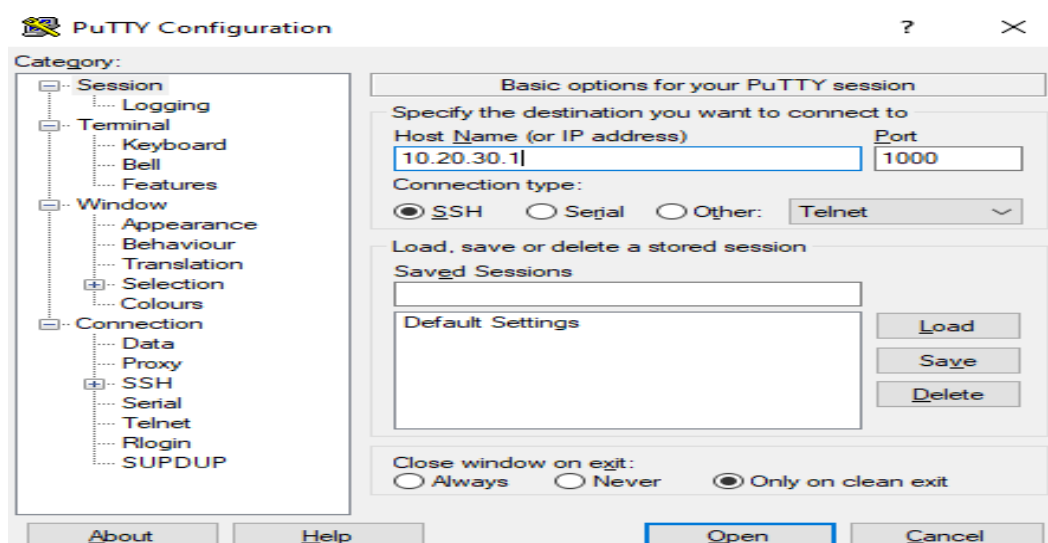 PuTTY Configuration ? ×
Category:
Session
Logging
Terminal
Keyboard
Bell
Features
Window
Appearance
Behaviour
Translation
Selection
Colours
Connection
Data
Proxy
SSH
Serial
Telnet
Rlogin
SUPDUP
Basic options for your PuTTY session
Specify the destination you want to connect to
Host Name (or IP address) Port
10.20.30.1 1000
Connection type:
SSH Serial Other: Telnet
Load, save or delete a stored session
Saved Sessions
Default Settings
Load
Save
Delete
Close window on exit:
Always Never Only on clean exit
About Help Open Cancel